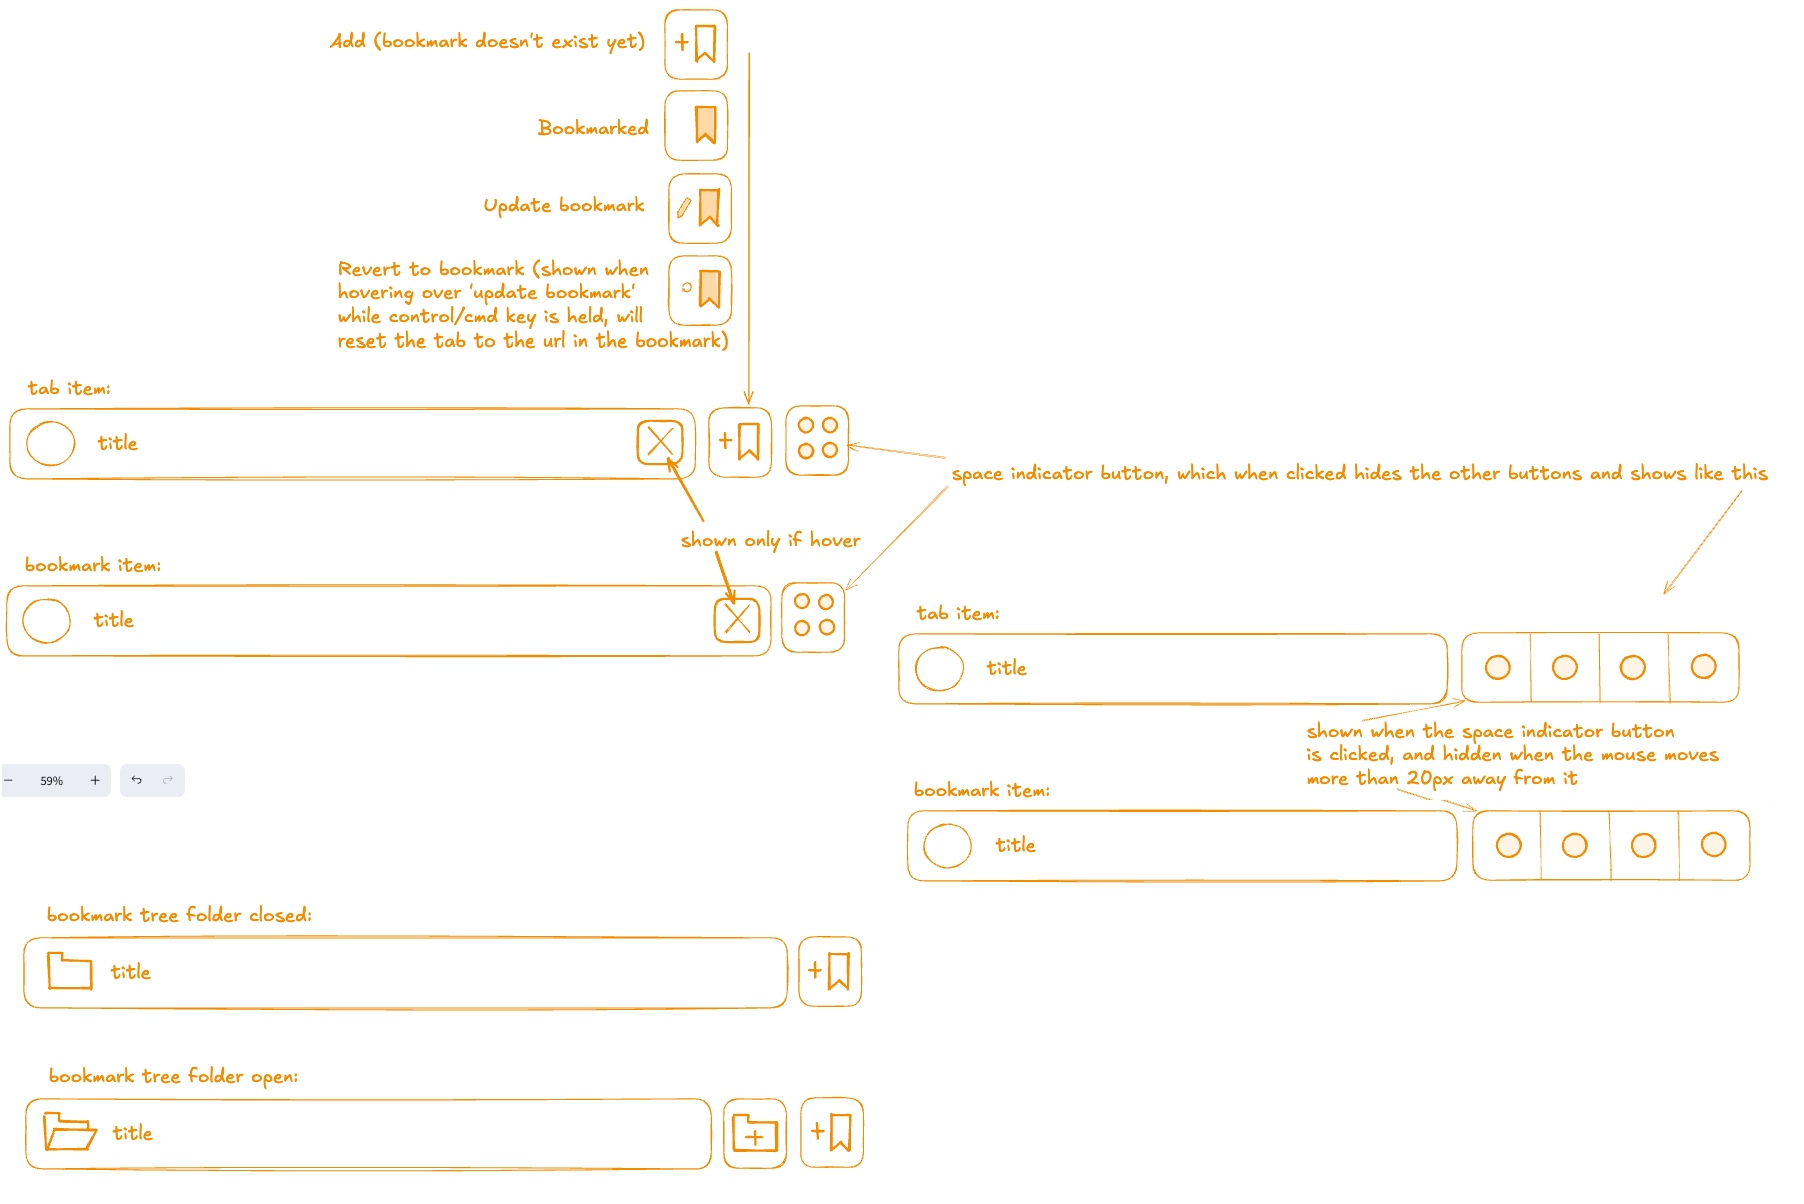 Add (bookmark doesn't exist yet)
Bookmarked
Update bookmark
Revert to bookmark (shown when
hovering over 'update bookmark'
while control/cmd key is held, will
reset the tab to the url in the bookmark)
tab item:
title
space indicator button, which when clicked hides the other buttons and shows like this
shown only if hover
bookmark item:
title
tab item:
title
shown when the space indicator button
is clicked, and hidden when the mouse moves
more than 20px away from it
bookmark item:
title
59%
bookmark tree folder closed:
title
bookmark tree folder open:
title